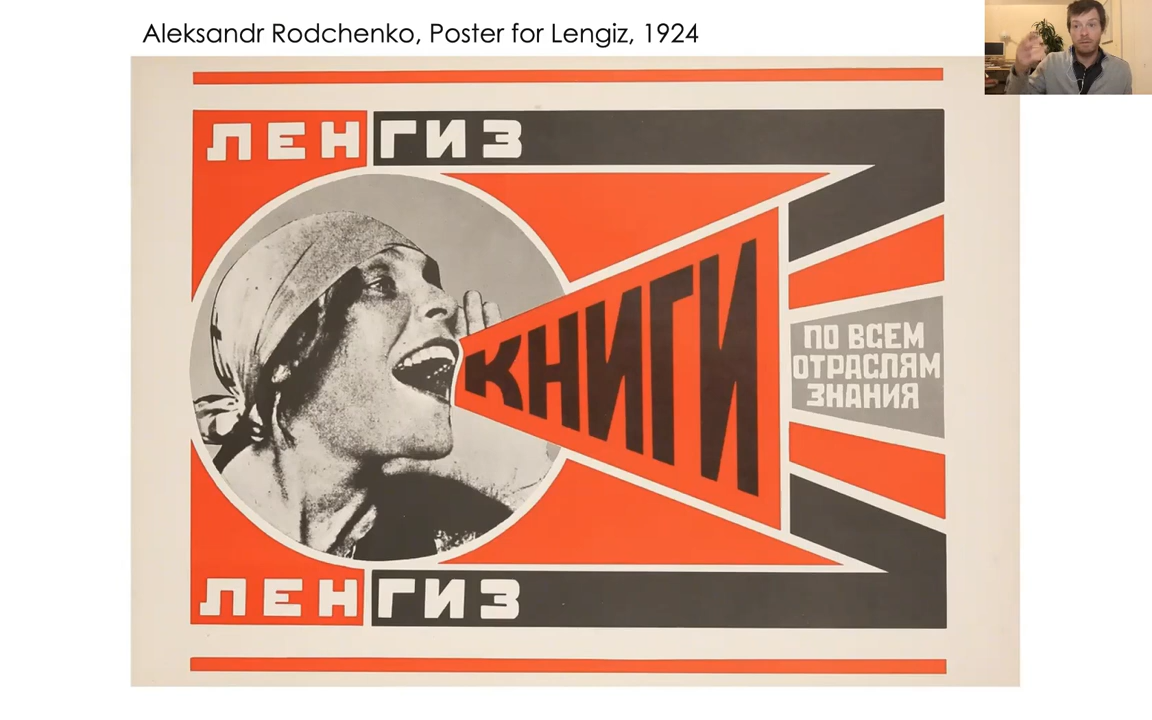 Aleksandr Rodchenko, Poster for Lengiz, 1924
ЛЕНГИЗ
КНИГИ
ПО ВСЕМ
ОТРАСЛЯМ
ЗНАНИЯ
ЛЕНГИЗ